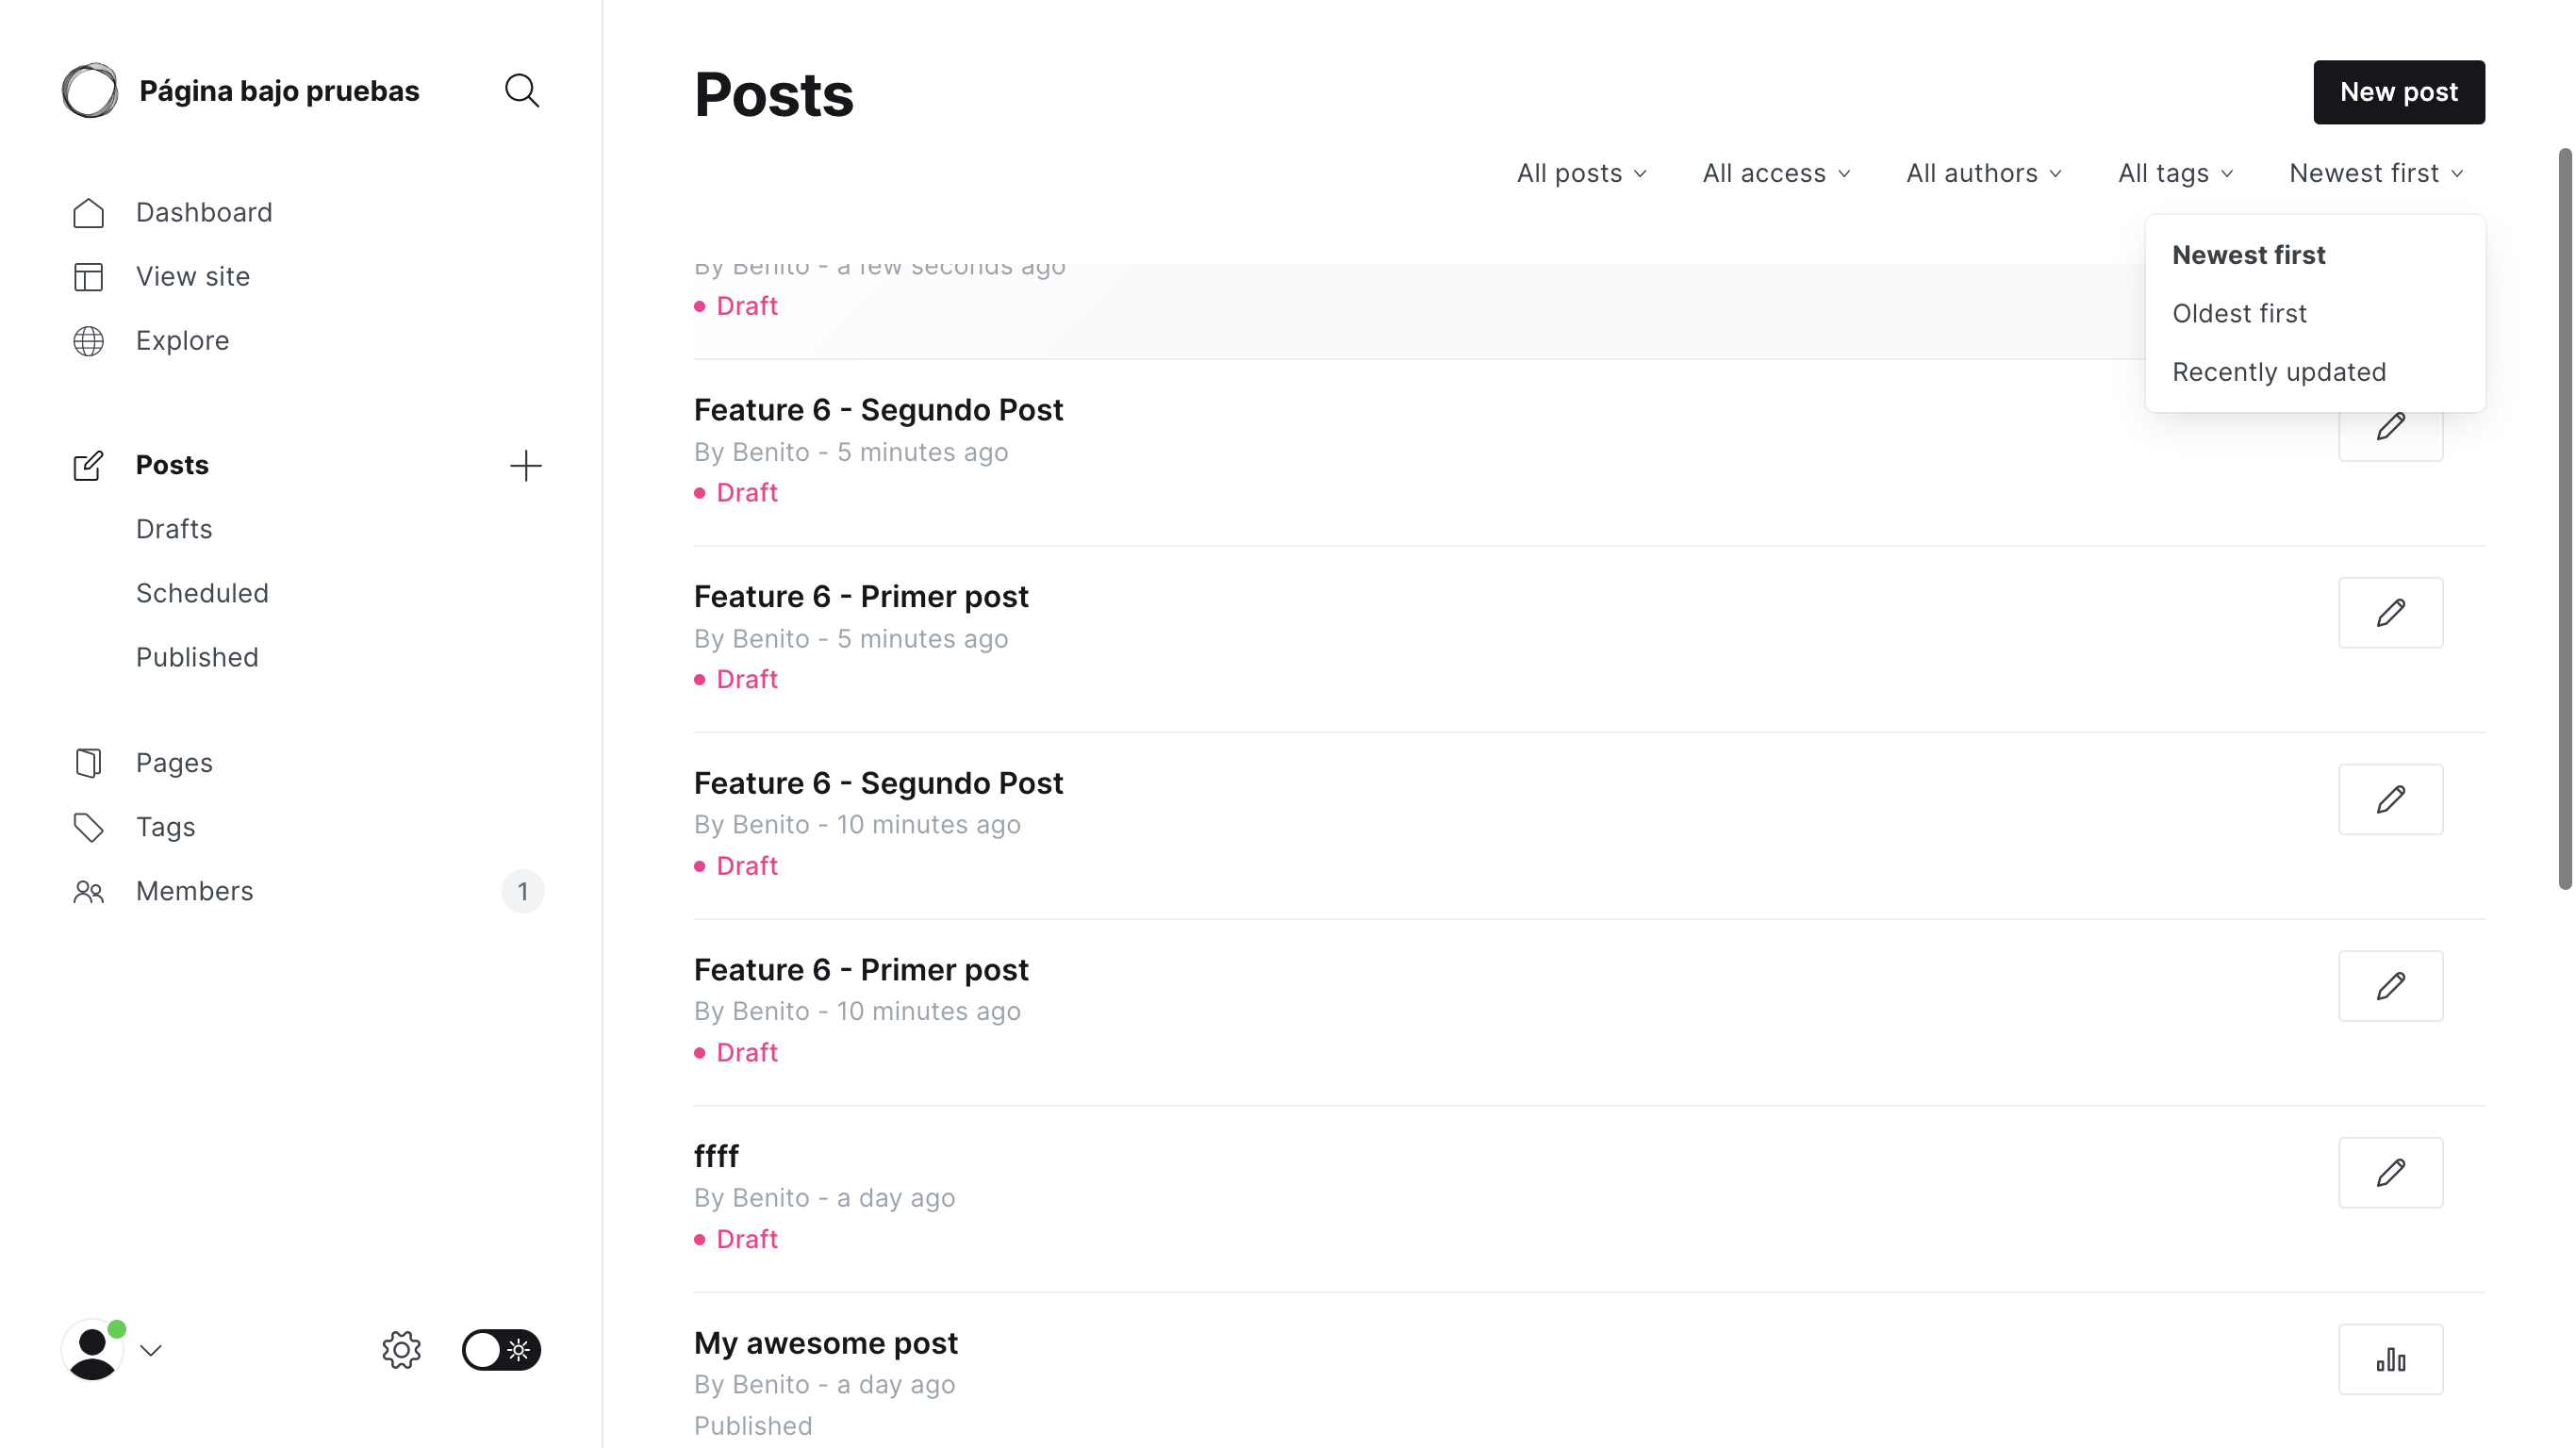 Página bajo pruebas
Dashboard
View site
Explore
Posts
Drafts
Scheduled
Published
Pages
Tags
Members 1
Posts
New post
All posts All access All authors All tags Newest first
Newest first
Oldest first
Recently updated
By Benito - a few seconds ago
Draft
Feature 6 - Segundo Post
By Benito - 5 minutes ago
Draft
Feature 6 - Primer post
By Benito - 5 minutes ago
Draft
Feature 6 - Segundo Post
By Benito - 10 minutes ago
Draft
Feature 6 - Primer post
By Benito - 10 minutes ago
Draft
ffff
By Benito - a day ago
Draft
My awesome post
By Benito - a day ago
Published